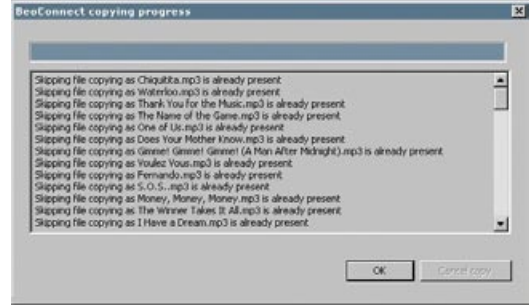 BeoConnect copying progress
Skipping file copying as Chiquitita.mp3 is already present
Skipping file copying as Waterloo.mp3 is already present
Skipping file copying as Thank You for the Music.mp3 is already present
Skipping file copying as The Name of the Game.mp3 is already present
Skipping file copying as One of Us.mp3 is already present
Skipping file copying as Does Your Mother Know.mp3 is already present
Skipping file copying as Gimme! Gimme! Gimme! (A Man After Midnight).mp3 is already present
Skipping file copying as Voulez Vous.mp3 is already present
Skipping file copying as Fernando.mp3 is already present
Skipping file copying as S.O.S..mp3 is already present
Skipping file copying as Money, Money, Money.mp3 is already present
Skipping file copying as The Winner Takes It All.mp3 is already present
Skipping file copying as I Have a Dream.mp3 is already present
OK
Cancel copy